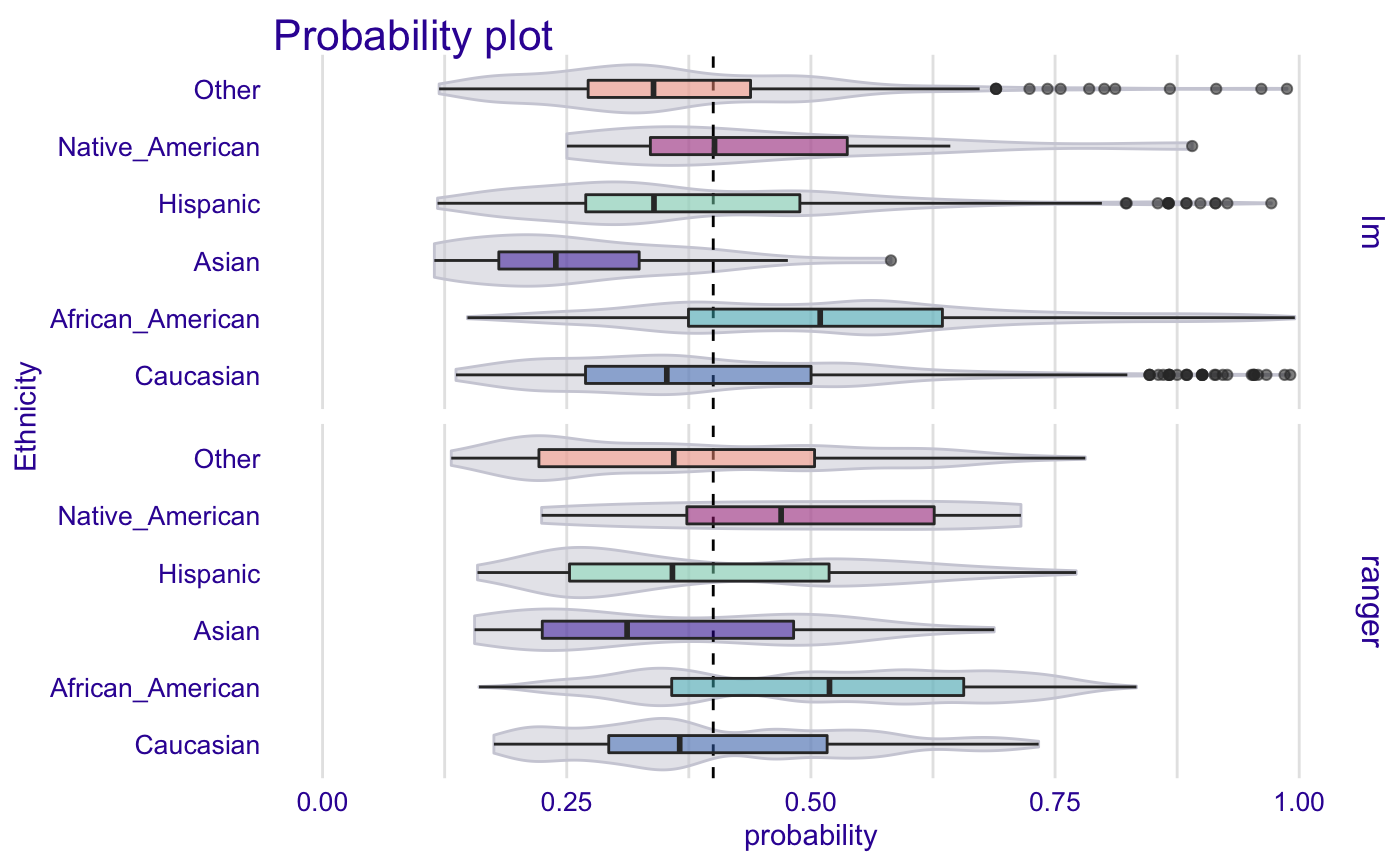 Probability plot
Other
Native_American
Hispanic
Asian
African_American
Caucasian
lm
Ethnicity
Other
Native_American
Hispanic
Asian
African_American
Caucasian
ranger
0.00 0.25 0.50 0.75 1.00
probability